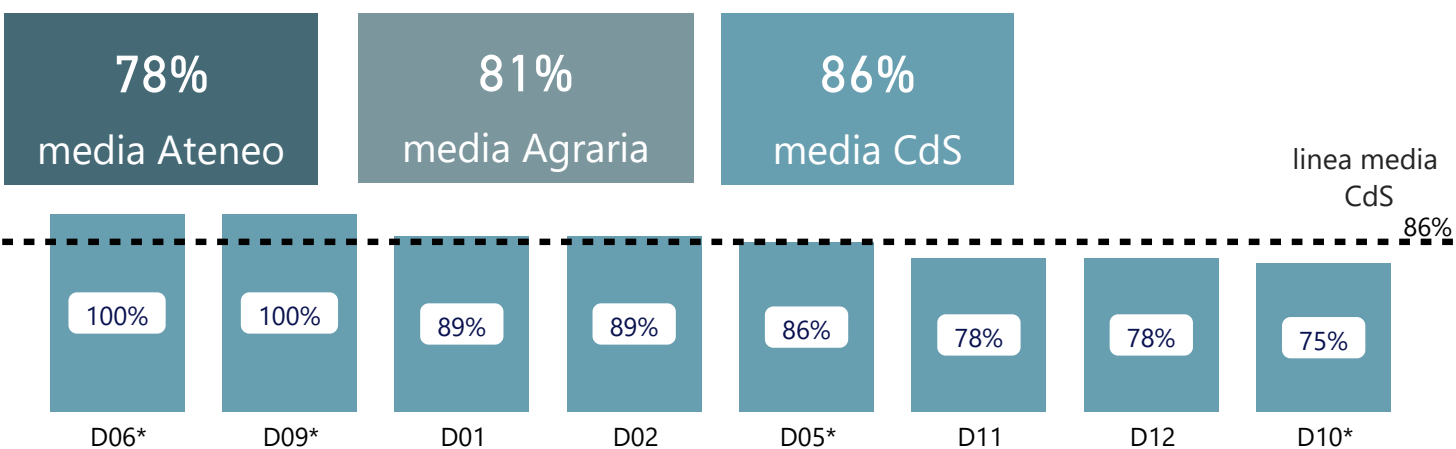 78%
media Ateneo
81%
media Agraria
86%
media CdS
linea media
CdS
86%
100%
100%
89%
89%
86%
78%
78%
75%
D06*
D09*
D01
D02
D05*
D11
D12
D10*